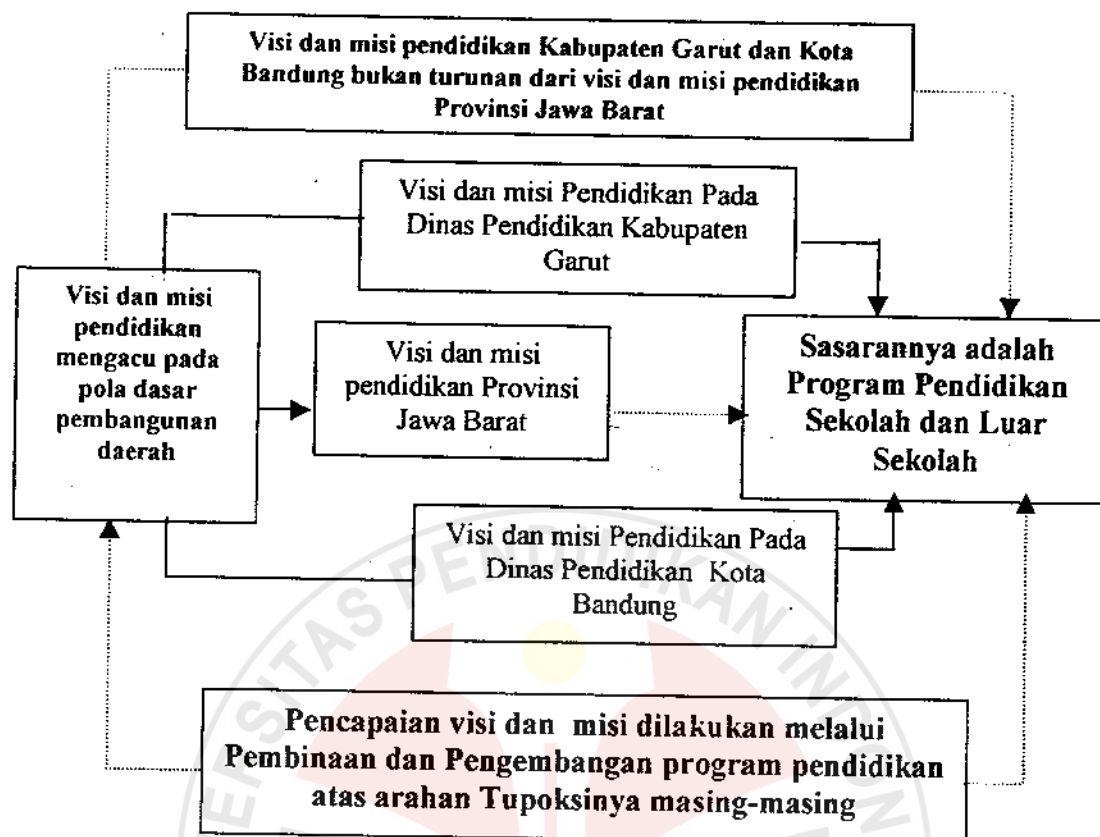 Visi dan misi pendidikan Kabupaten Garut dan Kota
Bandung bukan turunan dari visi dan misi pendidikan
Provinsi Jawa Barat
Visi dan misi Pendidikan Pada
Dinas Pendidikan Kabupaten
Garut
Visi dan misi
pendidikan
mengacu pada
pola dasar
pembangunan
daerah
Visi dan misi
pendidikan Provinsi
Jawa Barat
Sasarannya adalah
Program Pendidikan
Sekolah dan Luar
Sekolah
Visi dan misi Pendidikan Pada
Dinas Pendidikan Kota
Bandung
Pencapaian visi dan misi dilakukan melalui
Pembinaan dan Pengembangan program pendidikan
atas arahan Tupoksinya masing-masing